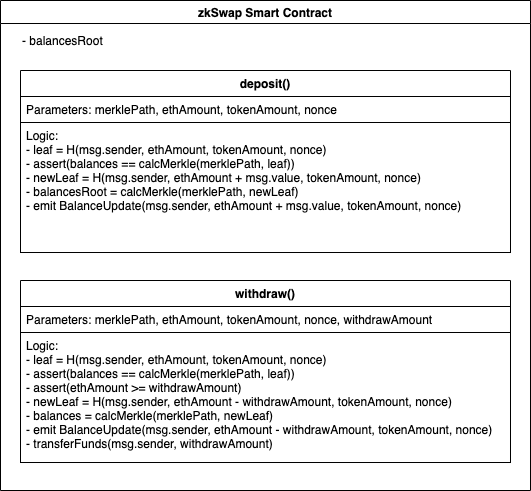 zkSwap Smart Contract
- balancesRoot
deposit()
Parameters: merklePath, ethAmount, tokenAmount, nonce
Logic:
- leaf = H(msg.sender, ethAmount, tokenAmount, nonce)
- assert(balances == calcMerkle(merklePath, leaf))
- newLeaf = H(msg.sender, ethAmount + msg.value, tokenAmount, nonce)
- balancesRoot = calcMerkle(merklePath, newLeaf)
- emit BalanceUpdate(msg.sender, ethAmount + msg.value, tokenAmount, nonce)
withdraw()
Parameters: merklePath, ethAmount, tokenAmount, nonce, withdrawAmount
Logic:
- leaf = H(msg.sender, ethAmount, tokenAmount, nonce)
- assert(balances == calcMerkle(merklePath, leaf))
- assert(ethAmount >= withdrawAmount)
- newLeaf = H(msg.sender, ethAmount - withdrawAmount, tokenAmount, nonce)
- balances = calcMerkle(merklePath, newLeaf)
- emit BalanceUpdate(msg.sender, ethAmount - withdrawAmount, tokenAmount, nonce)
- transferFunds(msg.sender, withdrawAmount)